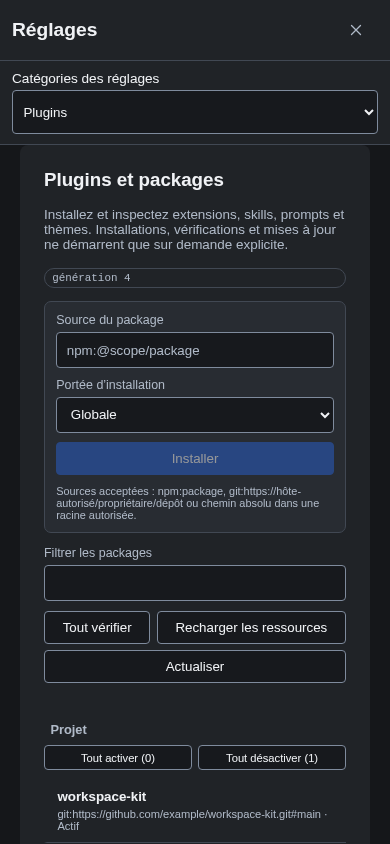 Réglages
Catégories des réglages
Plugins
Plugins et packages
Installez et inspectez extensions, skills, prompts et
thèmes. Installations, vérifications et mises à jour
ne démarrent que sur demande explicite.
génération 4
Source du package
npm:@scope/package
Portée d'installation
Globale
Installer
Sources acceptées : npm:package, git:https://hôte-
autorisé/propriétaire/dépôt ou chemin absolu dans une
racine autorisée.
Filtrer les packages
Tout vérifier
Recharger les ressources
Actualiser
Projet
Tout activer (0)
Tout désactiver (1)
workspace-kit
git:https://github.com/example/workspace-kit.git#main ·
Actif